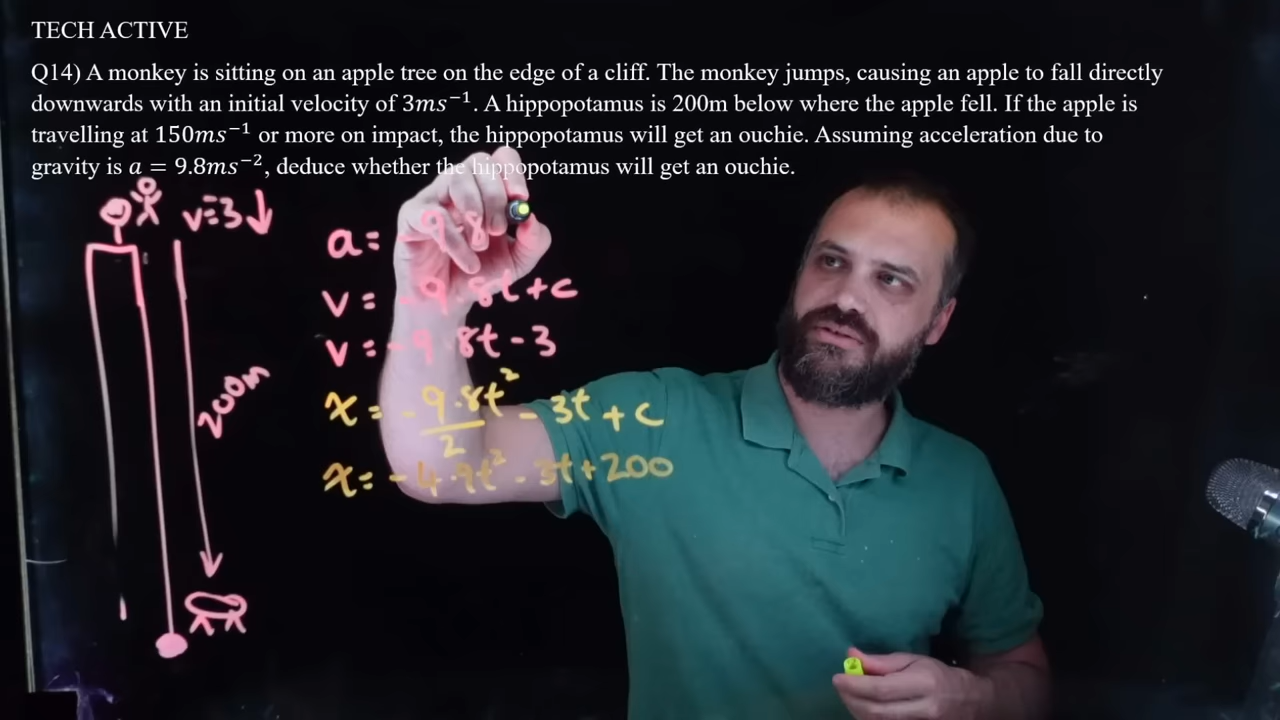 TECH ACTIVE
Q14) A monkey is sitting on an apple tree on the edge of a cliff. The monkey jumps, causing an apple to fall directly
downwards with an initial velocity of 3ms⁻¹. A hippopotamus is 200m below where the apple fell. If the apple is
travelling at 150ms⁻¹ or more on impact, the hippopotamus will get an ouchie. Assuming acceleration due to
gravity is a = 9.8ms⁻², deduce whether the hippopotamus will get an ouchie.
v=3
200m
a= -9.8
v= -9.8t+c
v= -9.8t-3
x= -9.8t²/2 - 3t + c
x= -4.9t² - 3t + 200